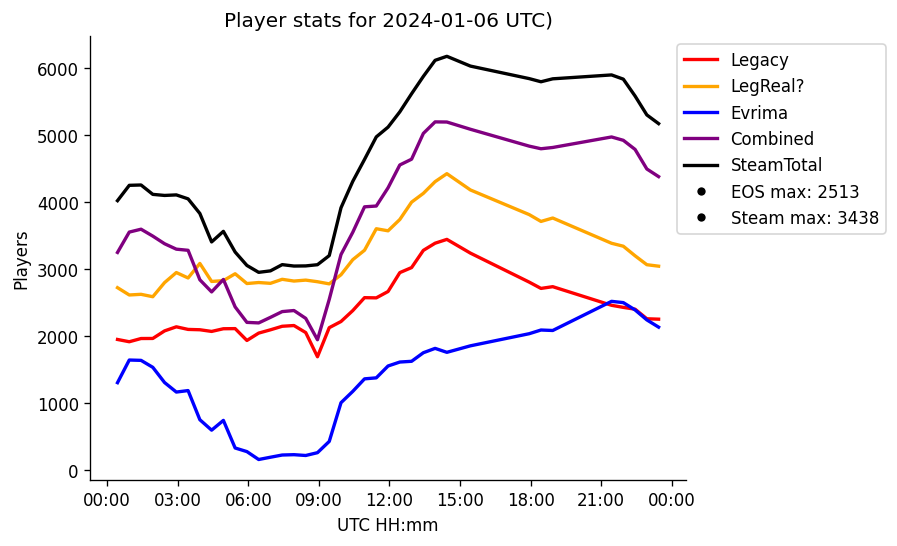 Player stats for 2024-01-06 UTC)
Players
6000
5000
4000
3000
2000
1000
0
00:00 03:00 06:00 09:00 12:00 15:00 18:00 21:00 00:00
UTC HH:mm
Legacy
LegReal?
Evrima
Combined
SteamTotal
EOS max: 2513
Steam max: 3438